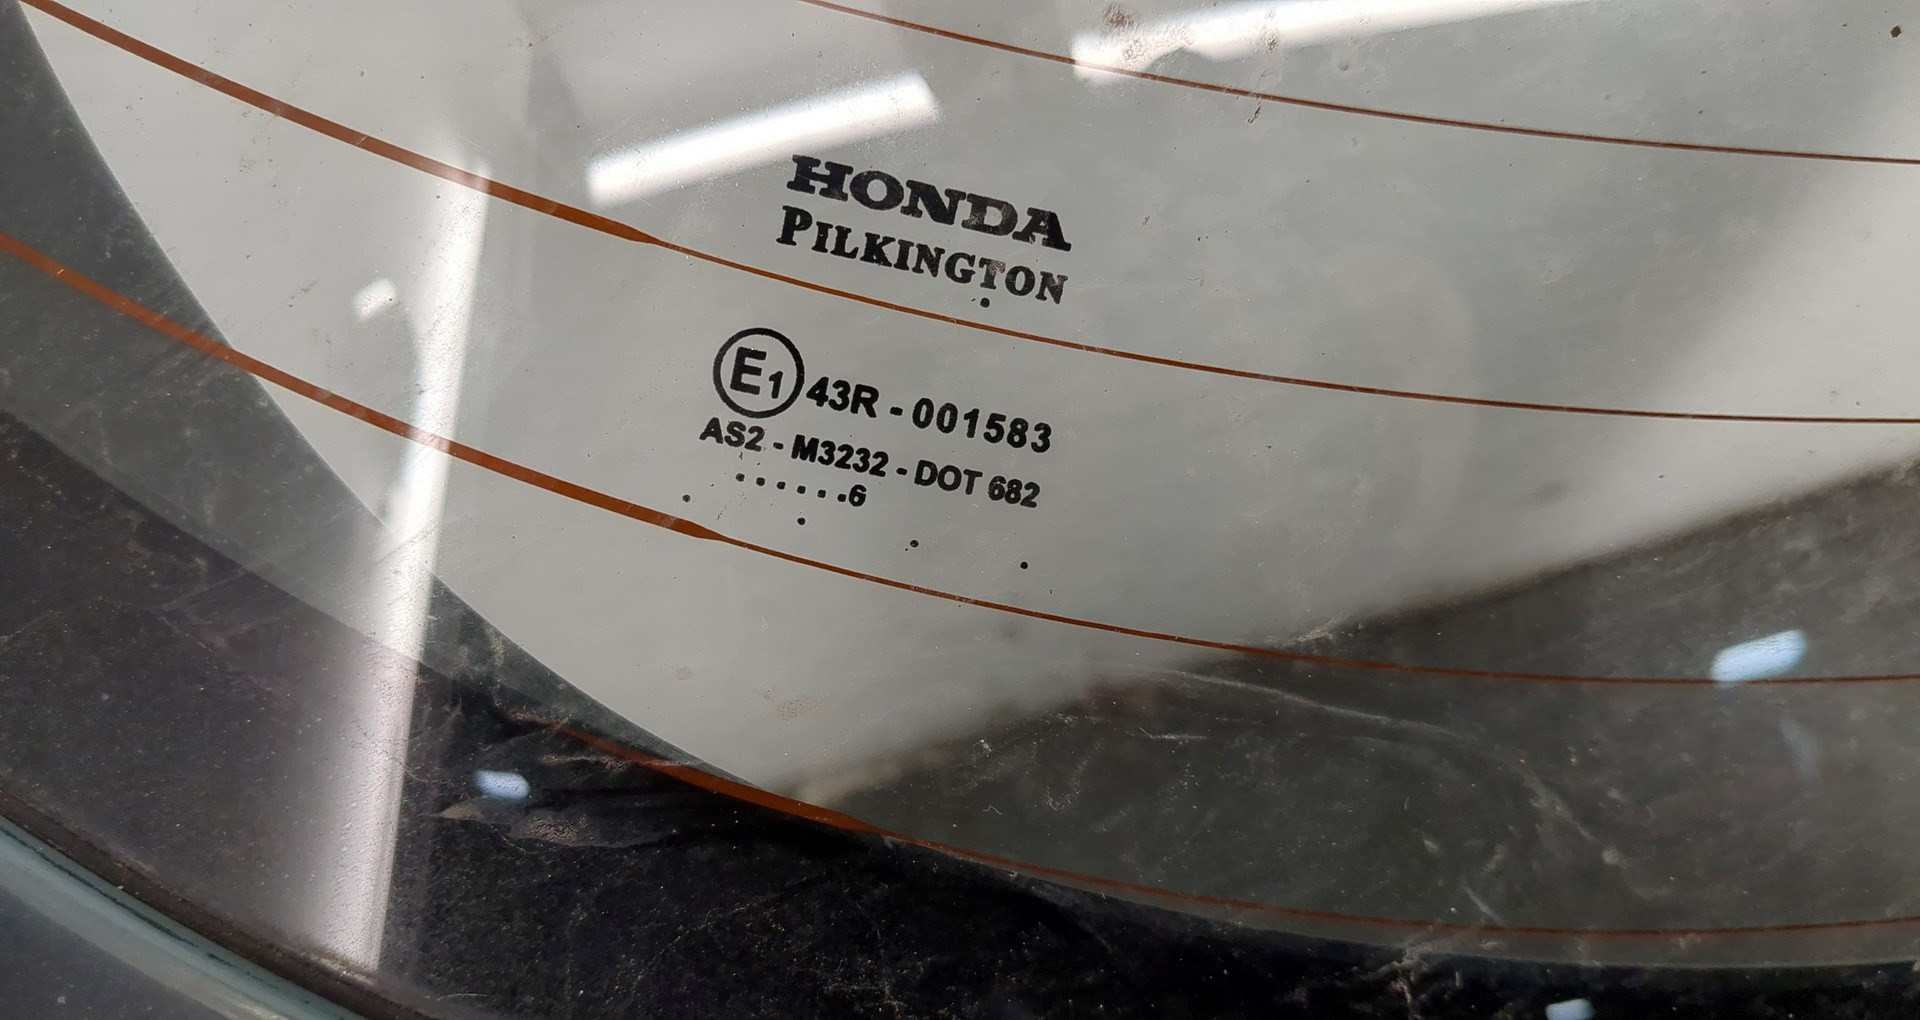 HONDA
PILKINGTON
E1 43R - 001583
AS2 - M3232 - DOT 682
......6